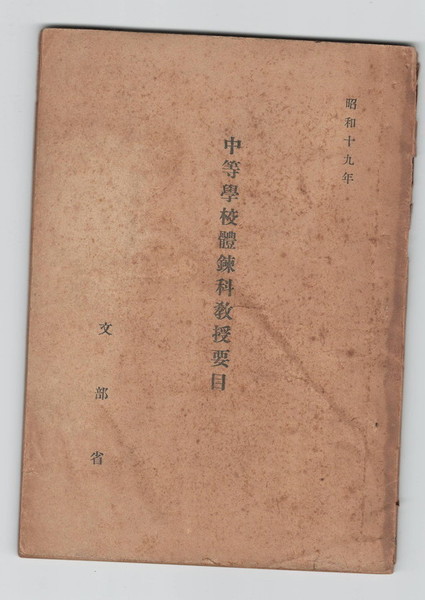 昭和十九年
中等學校體鍊科教授要目
文部省